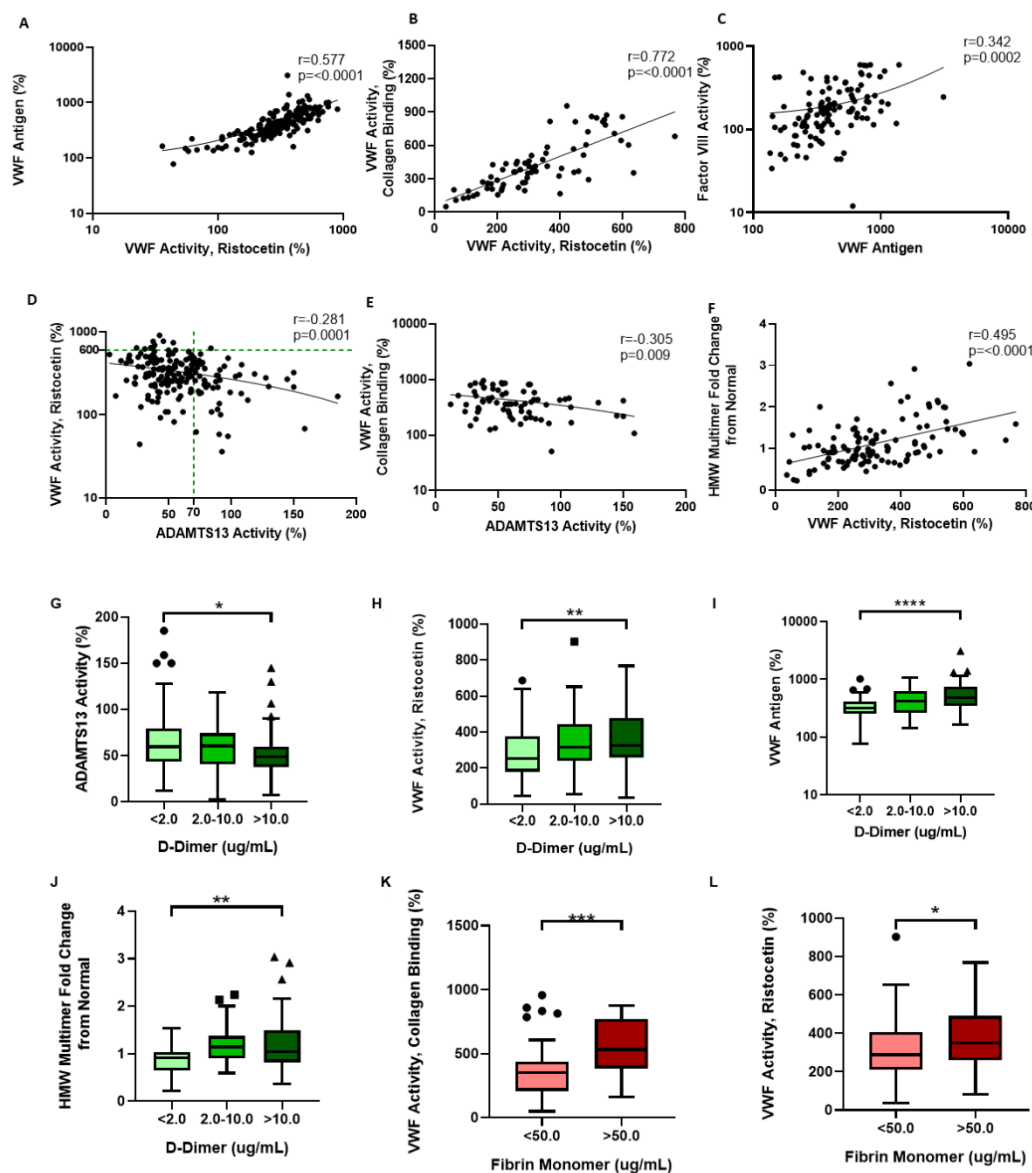 A
VWF Antigen (%)
10000
1000
100
10
10
100
1000
r=0.577
p=<0.0001
VWF Activity, Ristocetin (%)
B
VWF Activity,
Collagen Binding (%)
1500
1200
900
600
300
0
0
200
400
600
800
r=0.772
p=<0.0001
VWF Activity, Ristocetin (%)
C
Factor VIII Activity (%)
1000
100
10
100
1000
10000
r=0.342
p=0.0002
VWF Antigen
D
VWF Activity, Ristocetin (%)
1000
600
100
10
0
50
70
100
150
200
r=-0.281
p=0.0001
ADAMTS13 Activity (%)
E
VWF Activity,
Collagen Binding (%)
10000
1000
100
10
0
50
100
150
200
r=-0.305
p=0.009
ADAMTS13 Activity (%)
F
HMW Multimer Fold Change
from Normal
4
3
2
1
0
0
200
400
600
800
r=0.495
p=<0.0001
VWF Activity, Ristocetin (%)
G
ADAMTS13 Activity (%)
200
150
100
50
0
*
<2.0
2.0-10.0
>10.0
D-Dimer (ug/mL)
H
VWF Activity, Ristocetin (%)
1000
800
600
400
200
0
**
<2.0
2.0-10.0
>10.0
D-Dimer (ug/mL)
I
VWF Antigen (%)
10000
1000
100
10
****
<2.0
2.0-10.0
>10.0
D-Dimer (ug/mL)
J
HMW Multimer Fold Change
from Normal
4
3
2
1
0
**
<2.0
2.0-10.0
>10.0
D-Dimer (ug/mL)
K
VWF Activity, Collagen Binding (%)
1500
1000
500
0
***
<50.0
>50.0
Fibrin Monomer (ug/mL)
L
VWF Activity, Ristocetin (%)
1000
800
600
400
200
0
*
<50.0
>50.0
Fibrin Monomer (ug/mL)